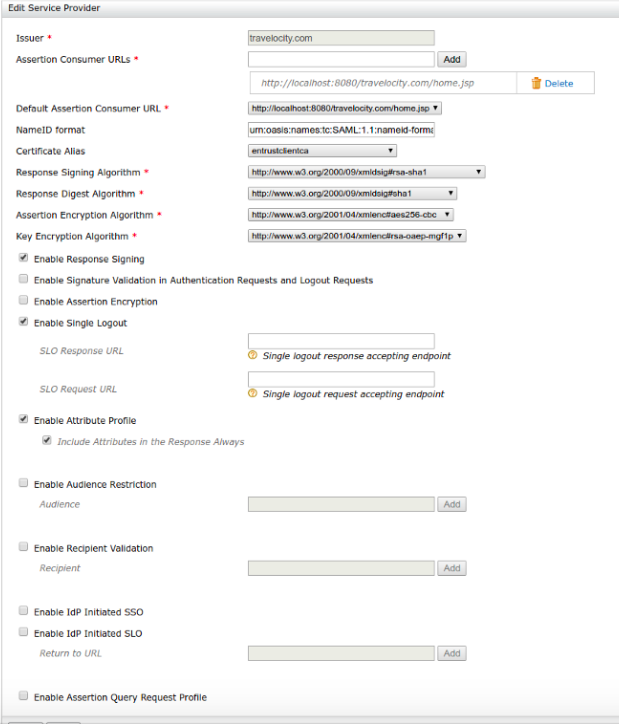 Edit Service Provider
Issuer *
travelocity.com
Assertion Consumer URLs *
Add
http://localhost:8080/travelocity.com/home.jsp
Delete
Default Assertion Consumer URL *
http://localhost:8080/travelocity.com/home.jsp
NameID format
urn:oasis:names:tc:SAML:1.1:nameid-forma
Certificate Alias
entrustclientca
Response Signing Algorithm *
http://www.w3.org/2000/09/xmldsig#rsa-sha1
Response Digest Algorithm *
http://www.w3.org/2000/09/xmldsig#sha1
Assertion Encryption Algorithm *
http://www.w3.org/2001/04/xmlenc#aes256-cbc
Key Encryption Algorithm *
http://www.w3.org/2001/04/xmlenc#rsa-oaep-mgf1p
Enable Response Signing
Enable Signature Validation in Authentication Requests and Logout Requests
Enable Assertion Encryption
Enable Single Logout
SLO Response URL
Single logout response accepting endpoint
SLO Request URL
Single logout request accepting endpoint
Enable Attribute Profile
Include Attributes in the Response Always
Enable Audience Restriction
Audience
Add
Enable Recipient Validation
Recipient
Add
Enable IdP Initiated SSO
Enable IdP Initiated SLO
Return to URL
Add
Enable Assertion Query Request Profile